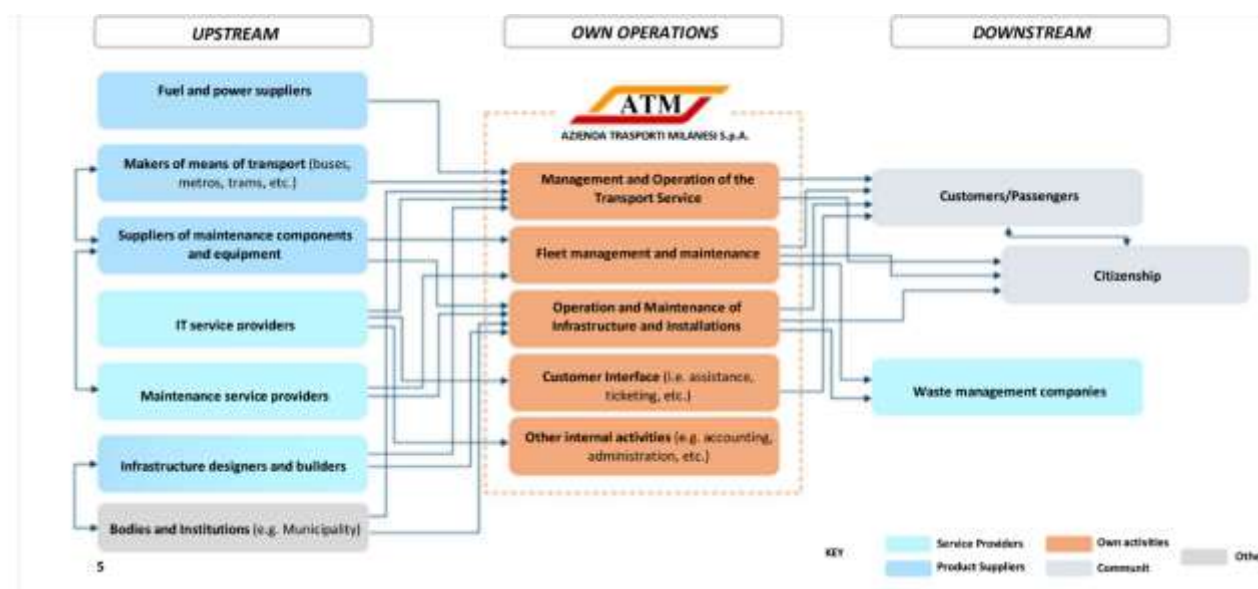 UPSTREAM
OWN OPERATIONS
DOWNSTREAM
Fuel and power suppliers
Makers of means of transport (buses,
metros, trams, etc.)
Suppliers of maintenance components
and equipment
IT service providers
Maintenance service providers
Infrastructure designers and builders
Bodies and Institutions (e.g. Municipality)
ATM
AZIENDA TRASPORTI MILANESI S.p.A.
Management and Operation of the
Transport Service
Fleet management and maintenance
Operation and Maintenance of
Infrastructure and Installations
Customer Interface (i.e. assistance,
ticketing, etc.)
Other internal activities (e.g. accounting,
administration, etc.)
Customers/Passengers
Citizenship
Waste management companies
KEY
Service Providers
Own activities
Product Suppliers
Communit
Othe
5